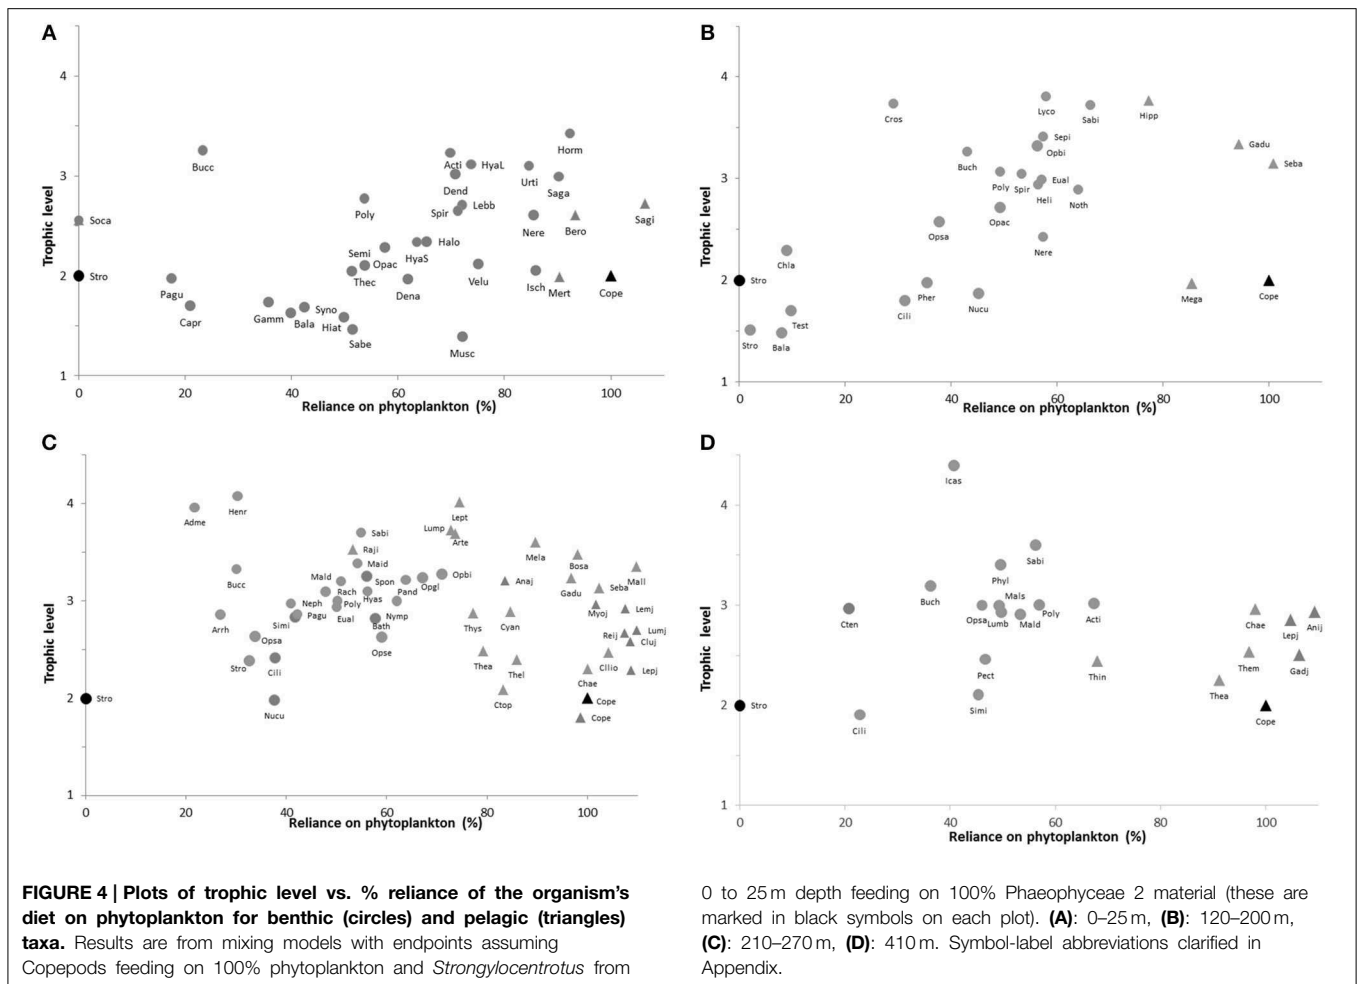 A
B
4
4
Trophic level
3
2
1
Horm
Acti
HyaL
Urti
Saga
Bucc
Dend
Poly
Spir
Lebb
Soca
Nere
Bero
Sagi
Semi
Halo
Opac
HyaS
Stro
Thec
Velu
Pagu
Dena
Isch
Mert
Cope
Capr
Gamm
Bala
Syno
Hiat
Sabe
Musc
0 20 40 60 80 100
Reliance on phytoplankton (%)
Trophic level
3
2
1
Cros
Lyco
Sabi
Hipp
Sepi
Opbi
Gadu
Buch
Seba
Poly
Spir
Eual
Heli
Noth
Opsa
Opac
Nere
Chla
Stro
Pher
Mega
Cope
Cili
Nucu
Test
Stro
Bala
0 20 40 60 80 100
Reliance on phytoplankton (%)
C
D
4
Trophic level
3
2
1
Adme
Henr
Lept
Lump
Arte
Sabi
Raji
Mela
Bosa
Maid
Bucc
Mald
Spon
Opbi
Anaj
Gadu
Mall
Rach
Hyas
Pand
Opgl
Seba
Neph
Poly
Myoj
Lemj
Arrh
Simi
Pagu
Eual
Nymp
Thys
Cyan
Bath
Reij
Lumj
Opsa
Opse
Cluj
Stro
Cili
Thea
Thel
Cllio
Lepj
Chae
Stro
Nucu
Ctop
Cope
Cope
0 20 40 60 80 100
Reliance on phytoplankton (%)
4
Trophic level
3
2
1
Icas
Sabi
Phyl
Buch
Mals
Cten
Opsa
Lumb
Mald
Poly
Acti
Chae
Lepj
Anij
Pect
Thin
Them
Gadj
Simi
Thea
Stro
Cili
Cope
0 20 40 60 80 100
Reliance on phytoplankton (%)
FIGURE 4 | Plots of trophic level vs. % reliance of the organism's
diet on phytoplankton for benthic (circles) and pelagic (triangles)
taxa. Results are from mixing models with endpoints assuming
Copepods feeding on 100% phytoplankton and Strongylocentrotus from
0 to 25 m depth feeding on 100% Phaeophyceae 2 material (these are
marked in black symbols on each plot). (A): 0–25 m, (B): 120–200 m,
(C): 210–270 m, (D): 410 m. Symbol-label abbreviations clarified in
Appendix.